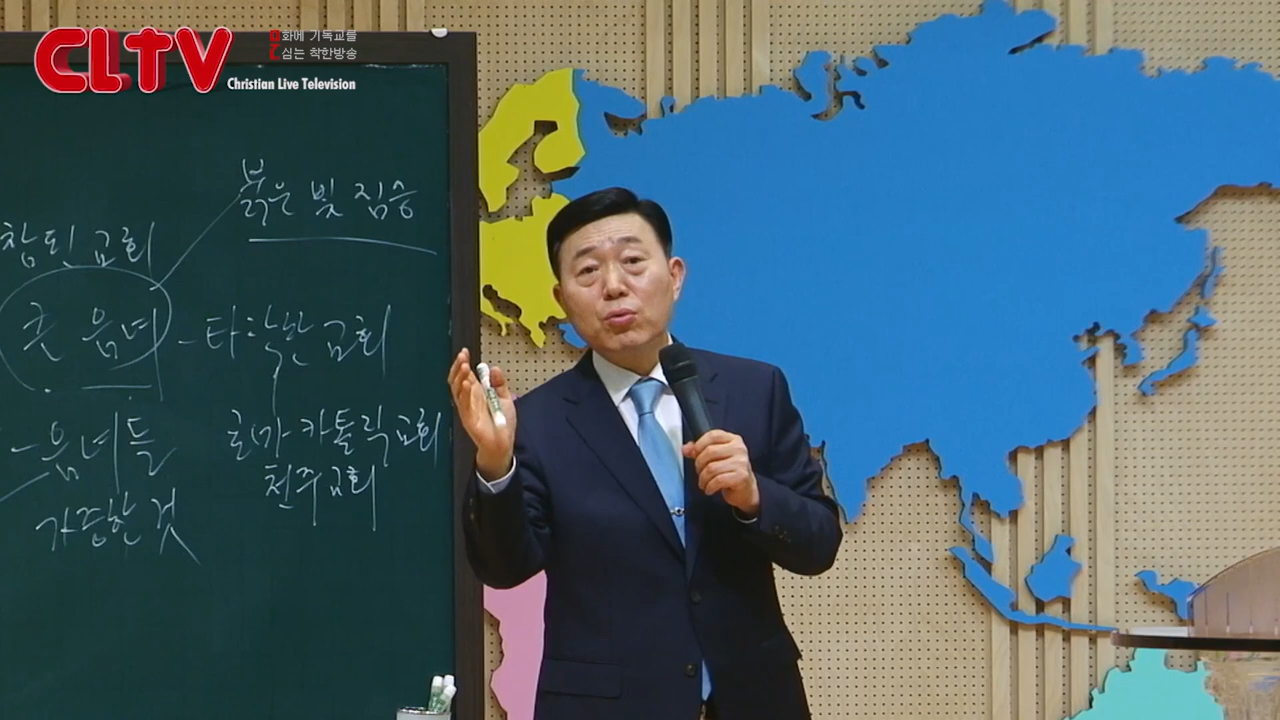 CLTV
문화에 기독교를
심는 착한방송
Christian Live Television
붉은 빛 짐승
참된 교회
큰 음녀 - 타락한 교회
로마 카톨릭 교회
천주교회
- 음녀들
가증한 것